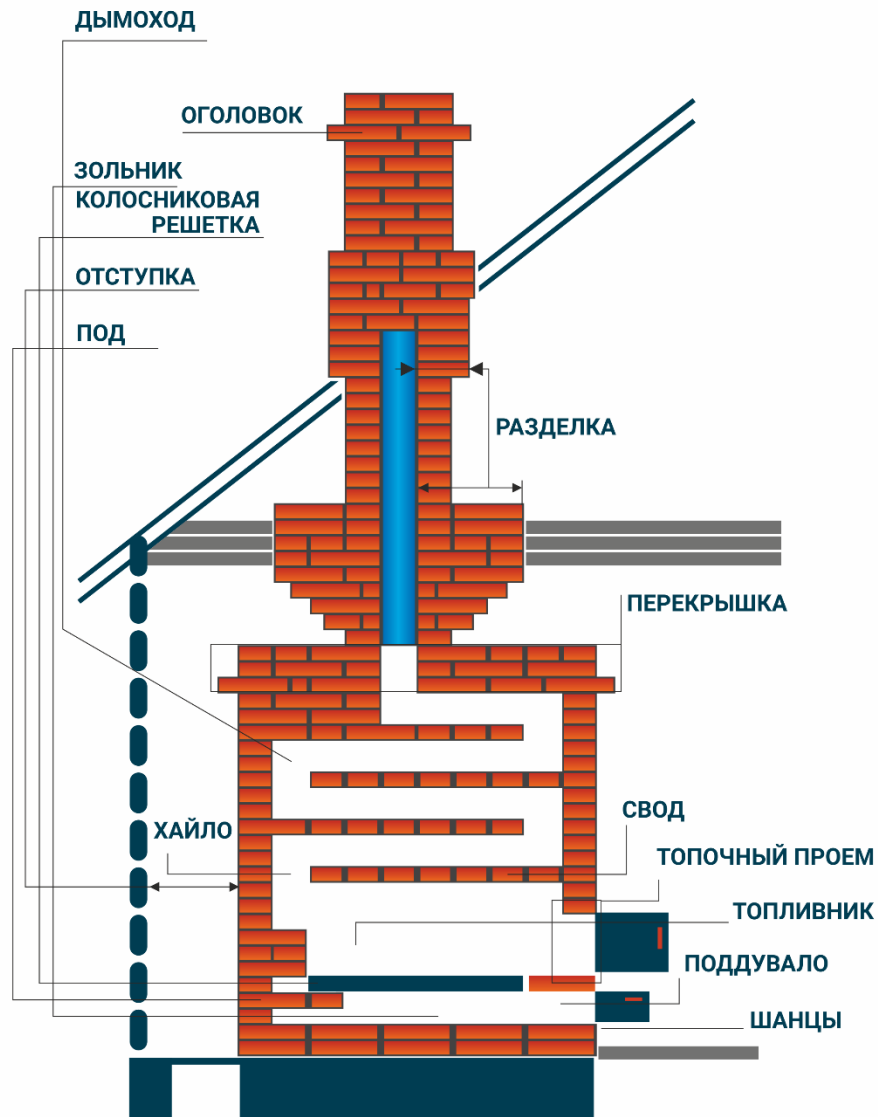 ДЫМОХОД
ОГОЛОВОК
ЗОЛЬНИК
КОЛОСНИКОВАЯ
РЕШЕТКА
ОТСТУПКА
ПОД
РАЗДЕЛКА
ПЕРЕКРЫШКА
СВОД
ХАЙЛО
ТОПОЧНЫЙ ПРОЕМ
ТОПЛИВНИК
ПОДДУВАЛО
ШАНЦЫ